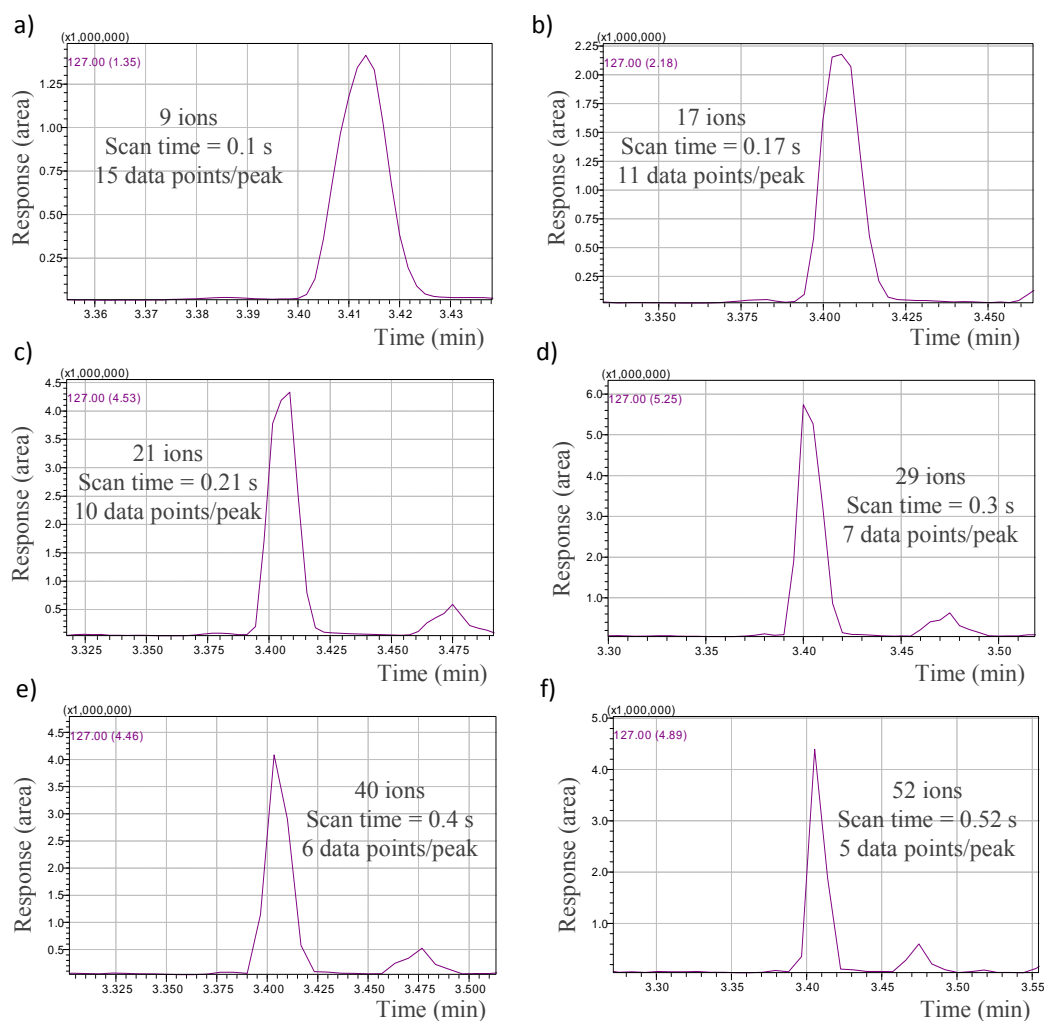 a)
(x1,000,000)
127.00 (1.35)
1.25
1.00
0.75
0.50
0.25
9 ions
Scan time = 0.1 s
15 data points/peak
Response (area)
3.36 3.37 3.38 3.39 3.40 3.41 3.42 3.43
Time (min)
b)
(x1,000,000)
127.00 (2.18)
2.25
2.00
1.75
1.50
1.25
1.00
0.75
0.50
0.25
17 ions
Scan time = 0.17 s
11 data points/peak
Response (area)
3.350 3.375 3.400 3.425 3.450
Time (min)
c)
(x1,000,000)
127.00 (4.53)
4.5
4.0
3.5
3.0
2.5
2.0
1.5
1.0
0.5
21 ions
Scan time = 0.21 s
10 data points/peak
Response (area)
3.325 3.350 3.375 3.400 3.425 3.450 3.475
Time (min)
d)
(x1,000,000)
127.00 (5.25)
6.0
5.0
4.0
3.0
2.0
1.0
29 ions
Scan time = 0.3 s
7 data points/peak
Response (area)
3.30 3.35 3.40 3.45 3.50
Time (min)
e)
(x1,000,000)
127.00 (4.46)
4.5
4.0
3.5
3.0
2.5
2.0
1.5
1.0
0.5
40 ions
Scan time = 0.4 s
6 data points/peak
Response (area)
3.325 3.350 3.375 3.400 3.425 3.450 3.475 3.500
Time (min)
f)
(x1,000,000)
127.00 (4.89)
5.0
4.0
3.0
2.0
1.0
52 ions
Scan time = 0.52 s
5 data points/peak
Response (area)
3.30 3.35 3.40 3.45 3.50 3.55
Time (min)